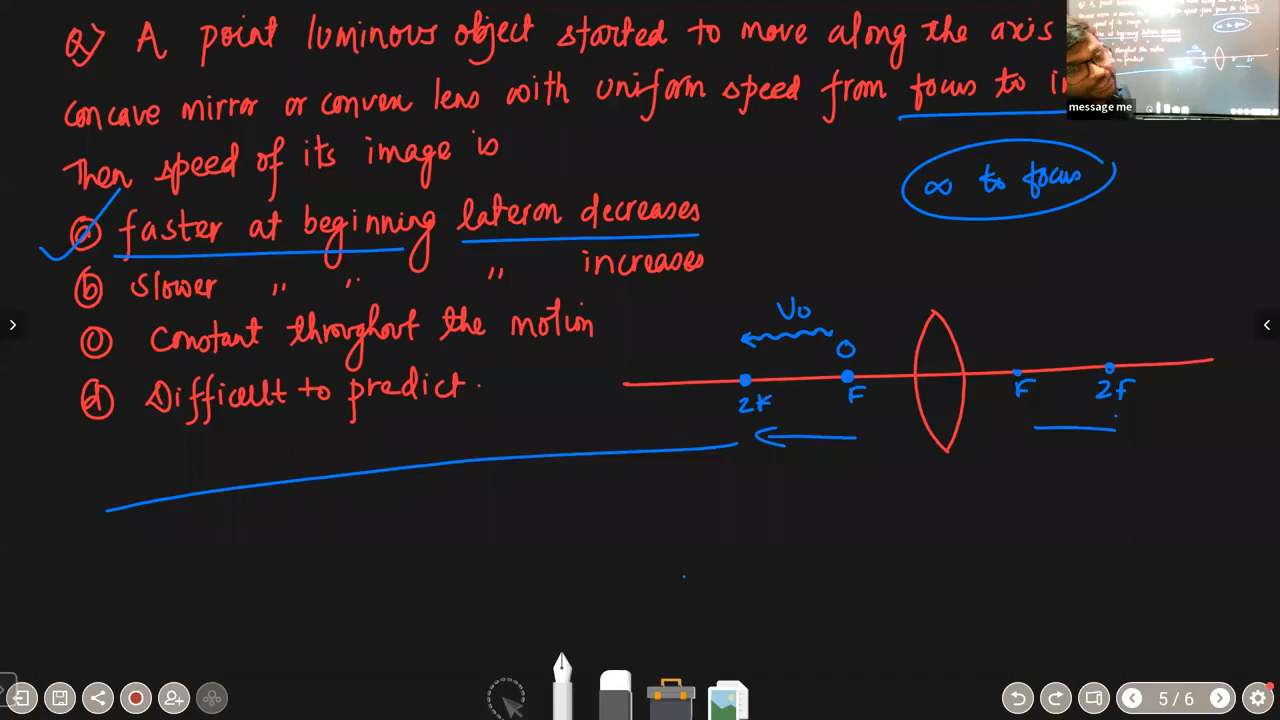 Q) A point luminous object started to move along the axis
concave mirror or convex lens with uniform speed from focus to
Then speed of its image is
ⓐ faster at beginning lateron decreases
ⓑ slower " " " increases
ⓒ Constant throughout the motion
ⓓ Difficult to predict.
∞ to focus
Vo
O
2F F F 2F
message me
5/6